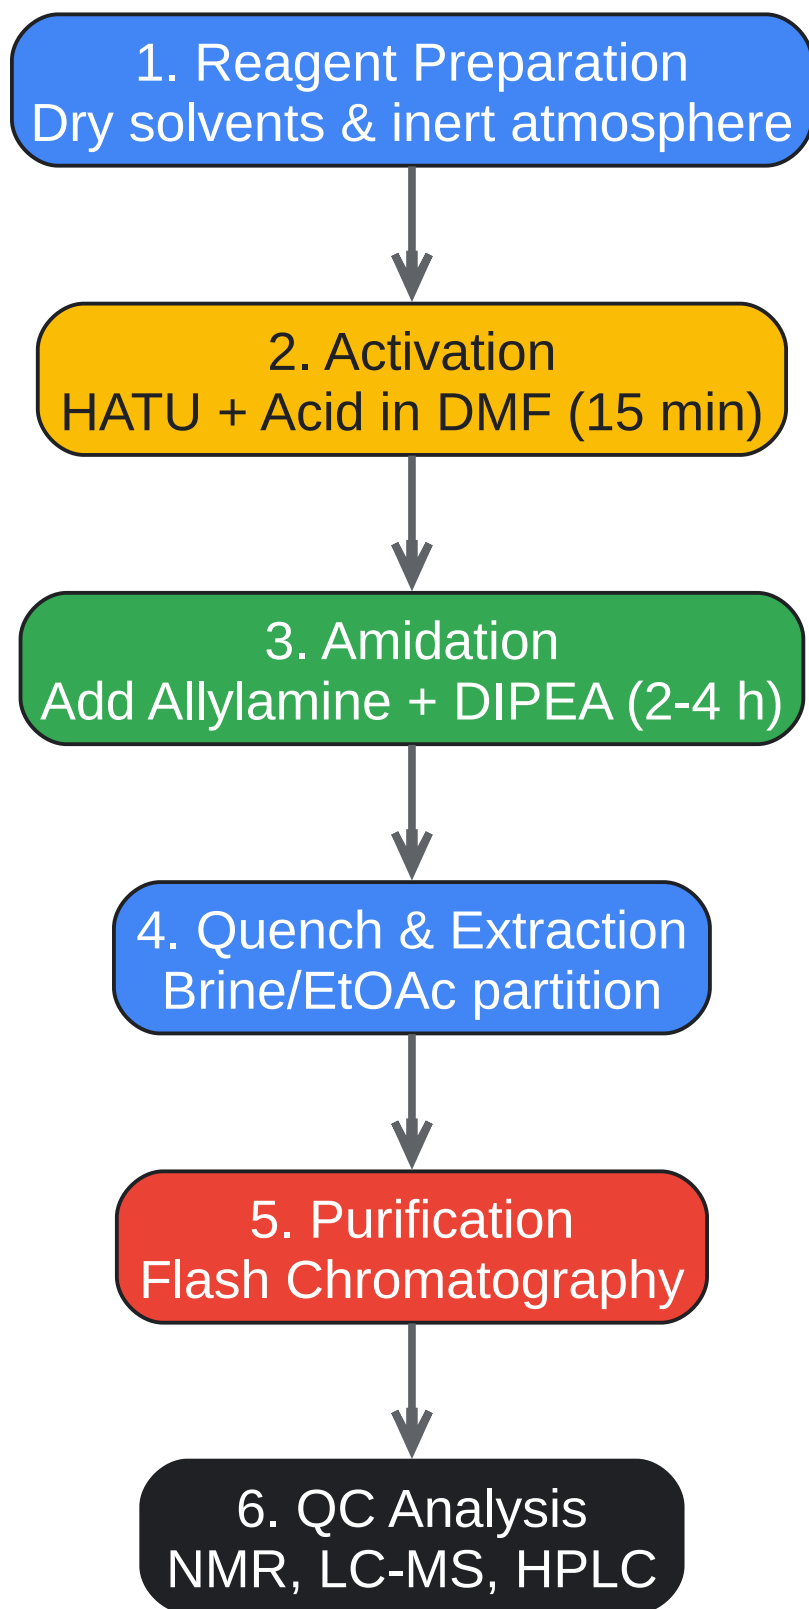 1. Reagent Preparation
Dry solvents & inert atmosphere
2. Activation
HATU + Acid in DMF (15 min)
3. Amidation
Add Allylamine + DIPEA (2-4 h)
4. Quench & Extraction
Brine/EtOAc partition
5. Purification
Flash Chromatography
6. QC Analysis
NMR, LC-MS, HPLC